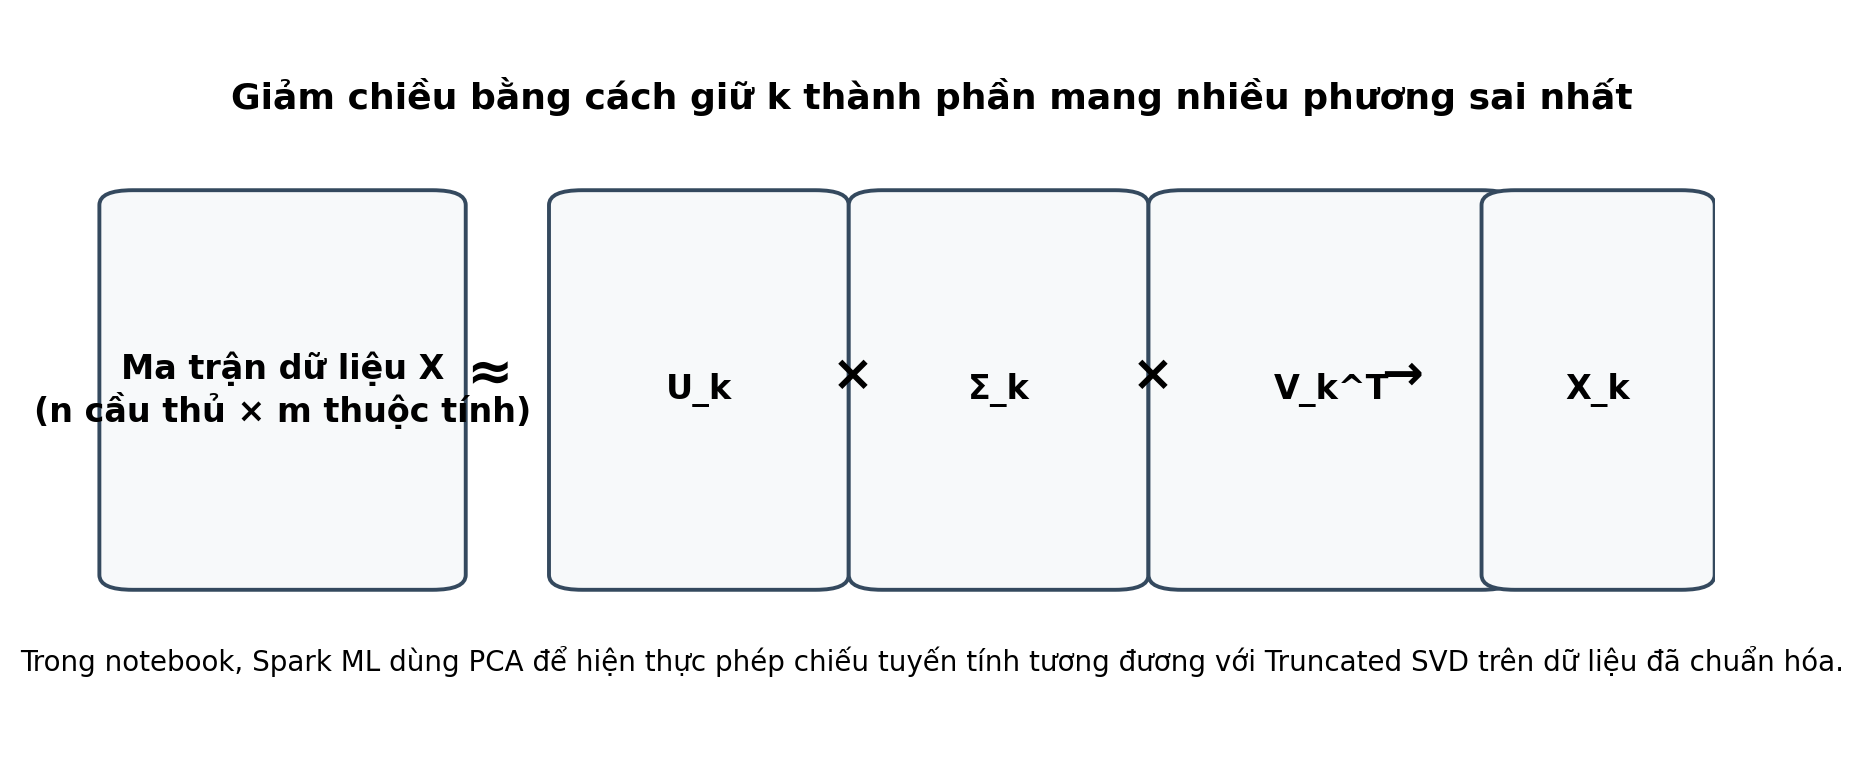 Giảm chiều bằng cách giữ k thành phần mang nhiều phương sai nhất
Ma trận dữ liệu X
(n cầu thủ × m thuộc tính)
≈
U_k
×
Σ_k
×
V_k^T
→
X_k
Trong notebook, Spark ML dùng PCA để hiện thực phép chiếu tuyến tính tương đương với Truncated SVD trên dữ liệu đã chuẩn hóa.